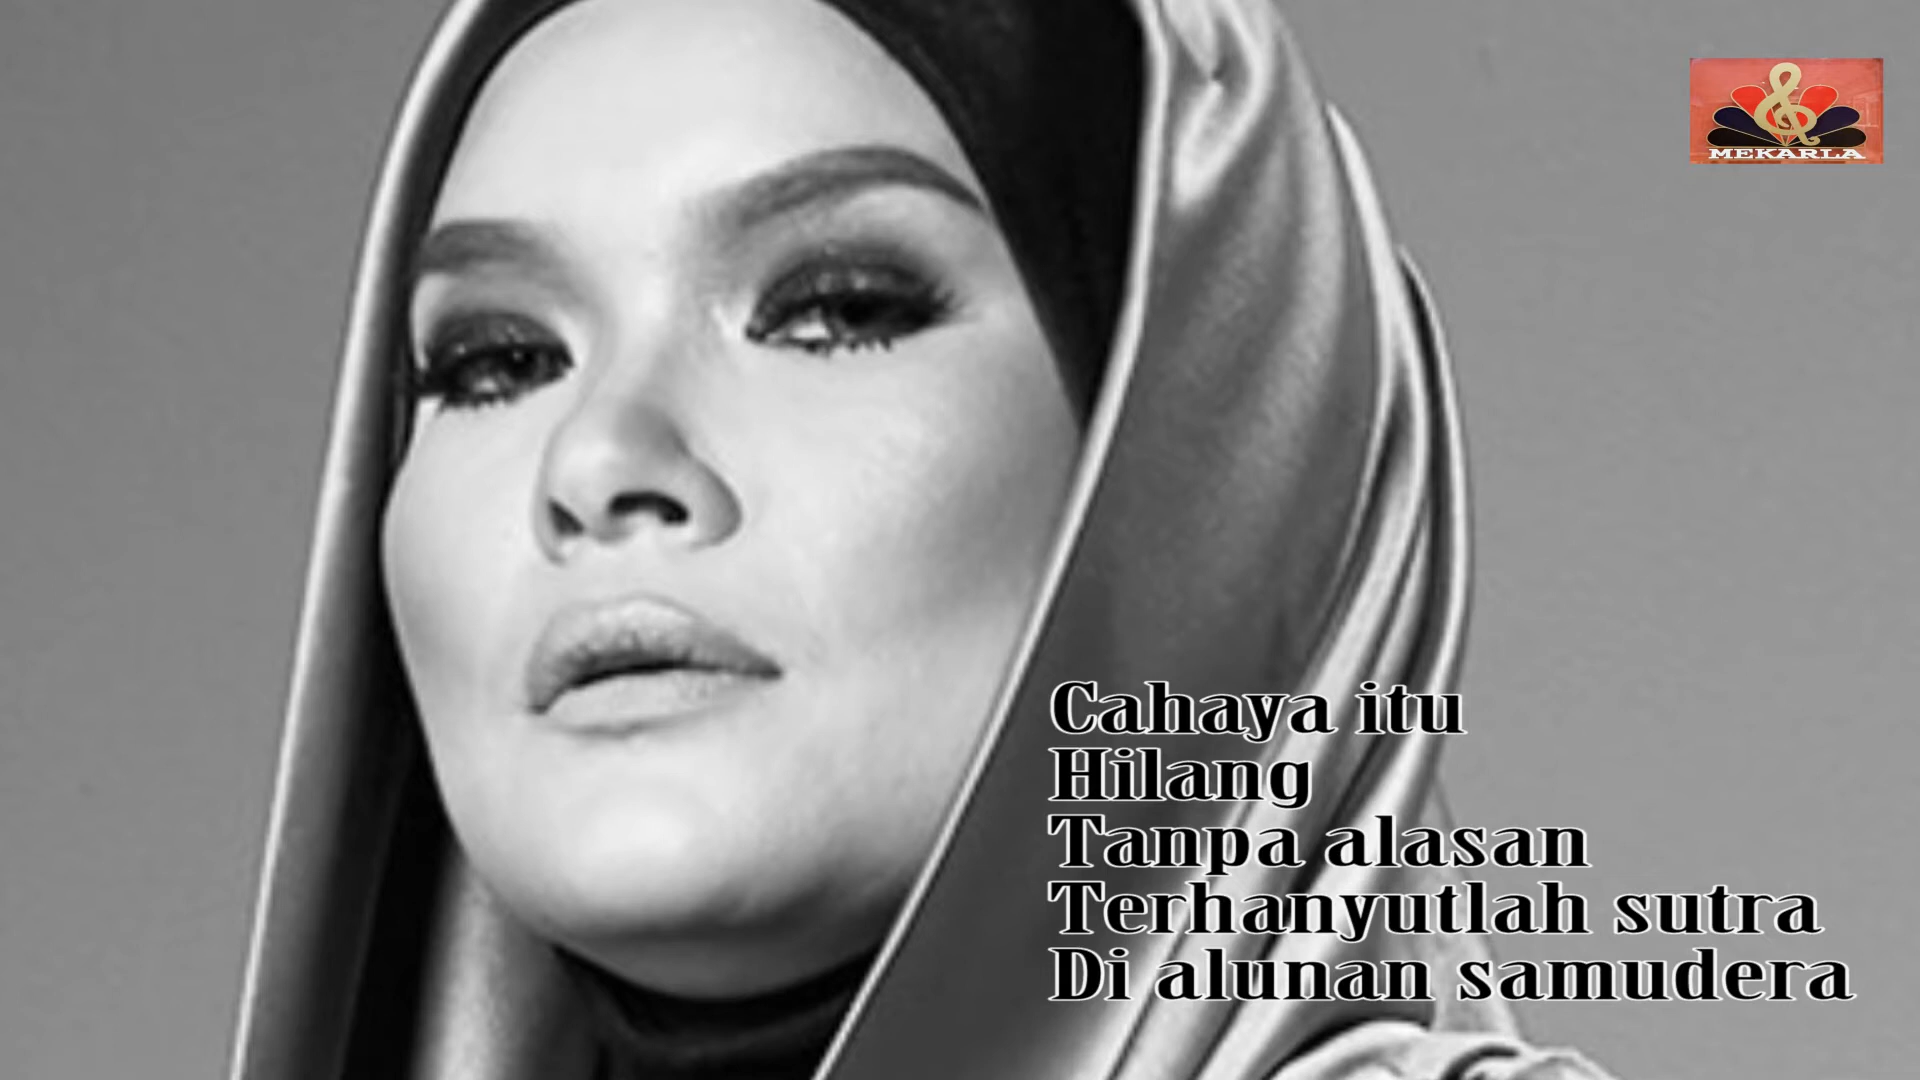 MEKARLA
Cahaya itu
Hilang
Tanpa alasan
Terhanyutlah sutra
Di alunan samudera